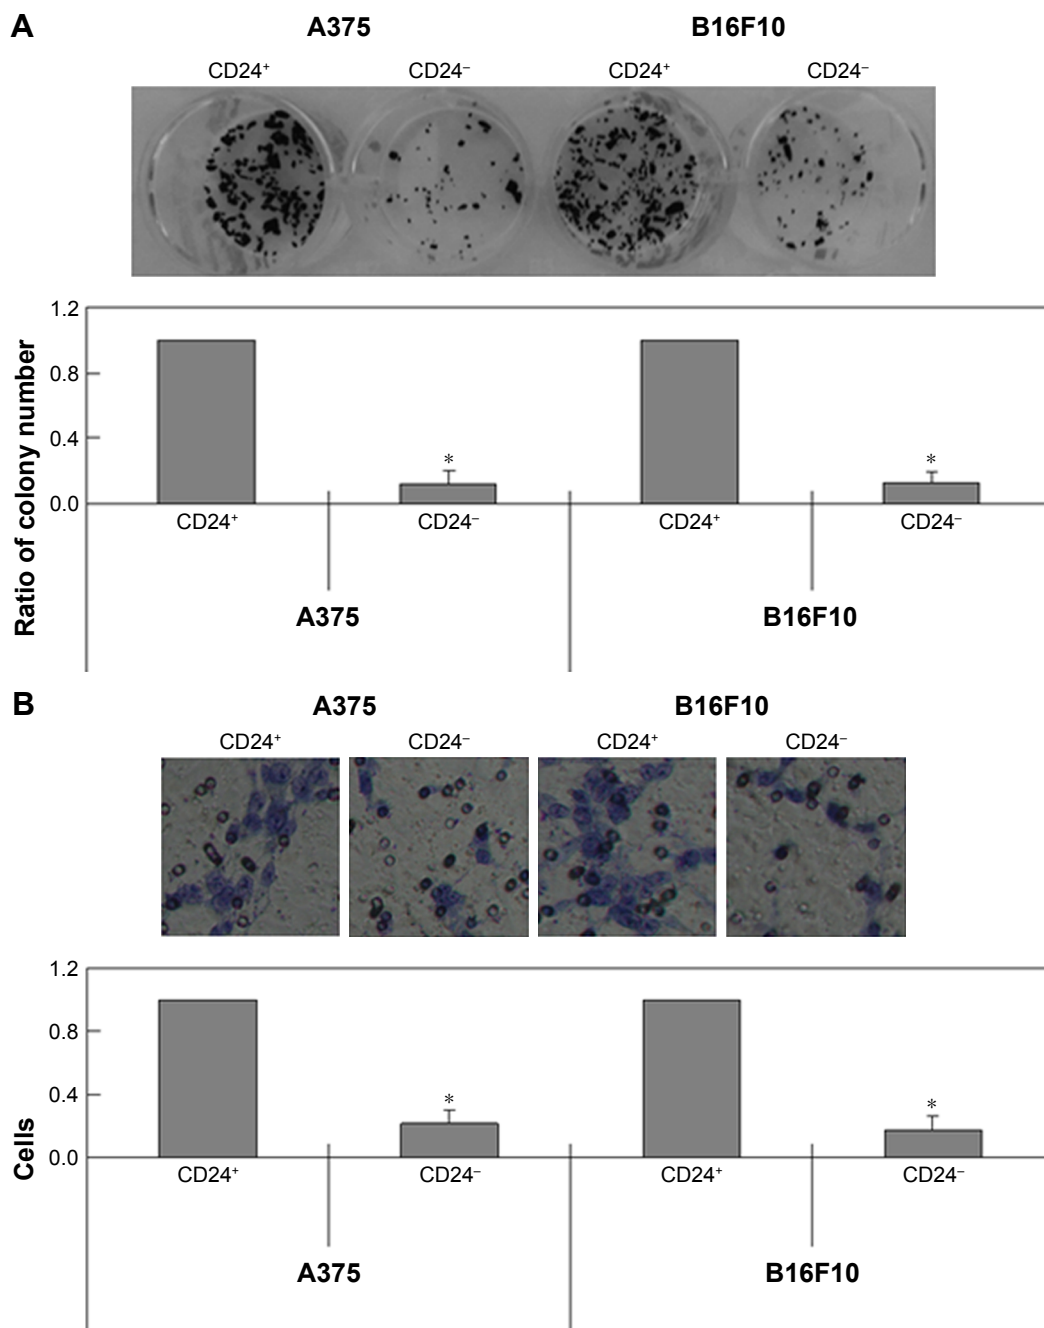 A
A375 B16F10
CD24⁺ CD24⁻ CD24⁺ CD24⁻
Ratio of colony number
1.2
0.8
0.4
0.0
* *
CD24⁺ CD24⁻ CD24⁺ CD24⁻
A375 B16F10
B
A375 B16F10
CD24⁺ CD24⁻ CD24⁺ CD24⁻
Cells
1.2
0.8
0.4
0.0
* *
CD24⁺ CD24⁻ CD24⁺ CD24⁻
A375 B16F10